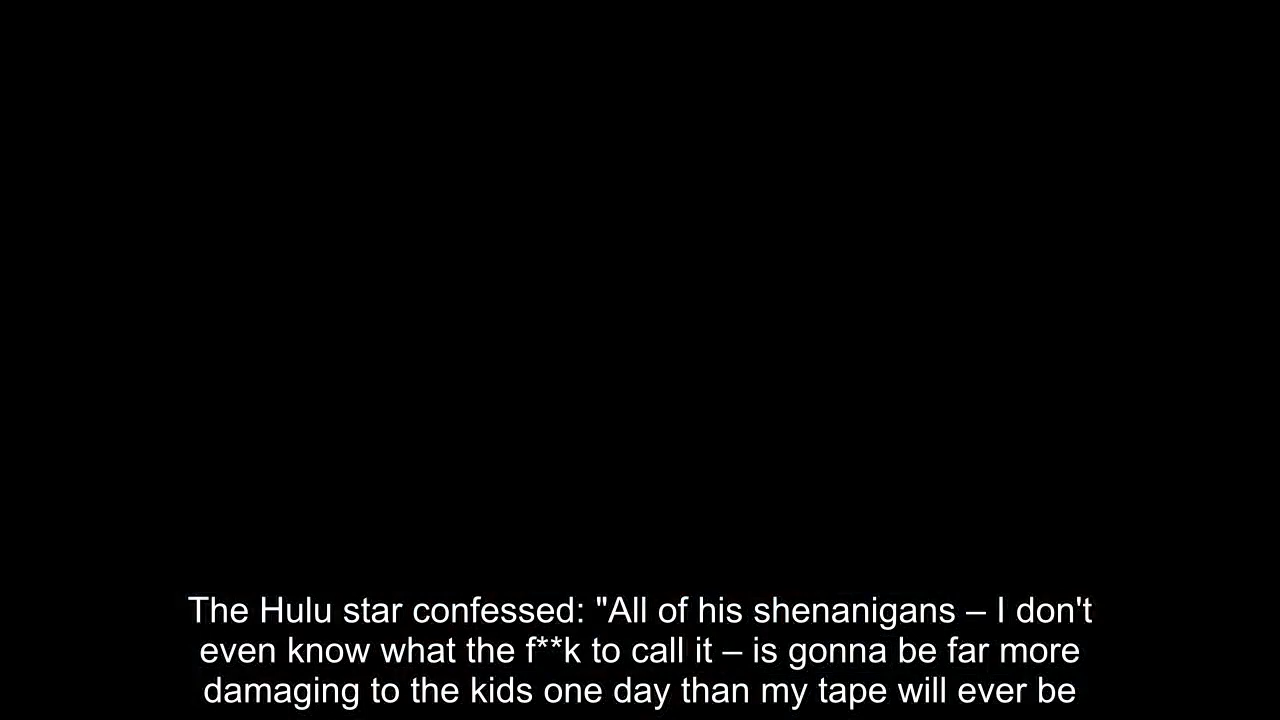 The Hulu star confessed: "All of his shenanigans – I don't
even know what the f**k to call it – is gonna be far more
damaging to the kids one day than my tape will ever be